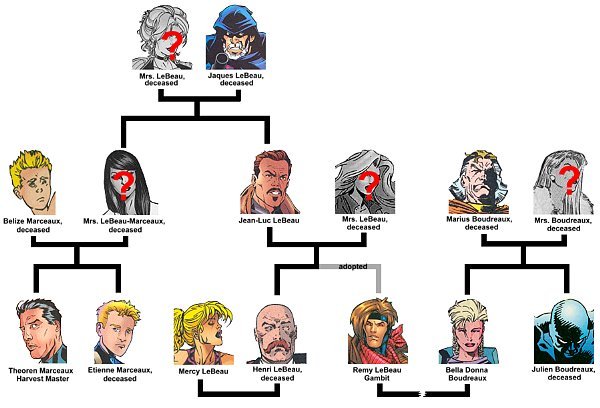 ?
Mrs. LeBeau,
deceased
Jaques LeBeau,
deceased
?
?
?
Belize Marceaux,
deceased
Mrs. LeBeau-Marceaux,
deceased
Jean-Luc LeBeau
Mrs. LeBeau,
deceased
Marius Boudreaux,
deceased
Mrs. Boudreaux,
deceased
adopted
Theoren Marceaux
Harvest Master
Etienne Marceaux,
deceased
Mercy LeBeau
Henri LeBeau,
deceased
Remy LeBeau
Gambit
Bella Donna
Boudreaux
Julien Boudreaux,
deceased